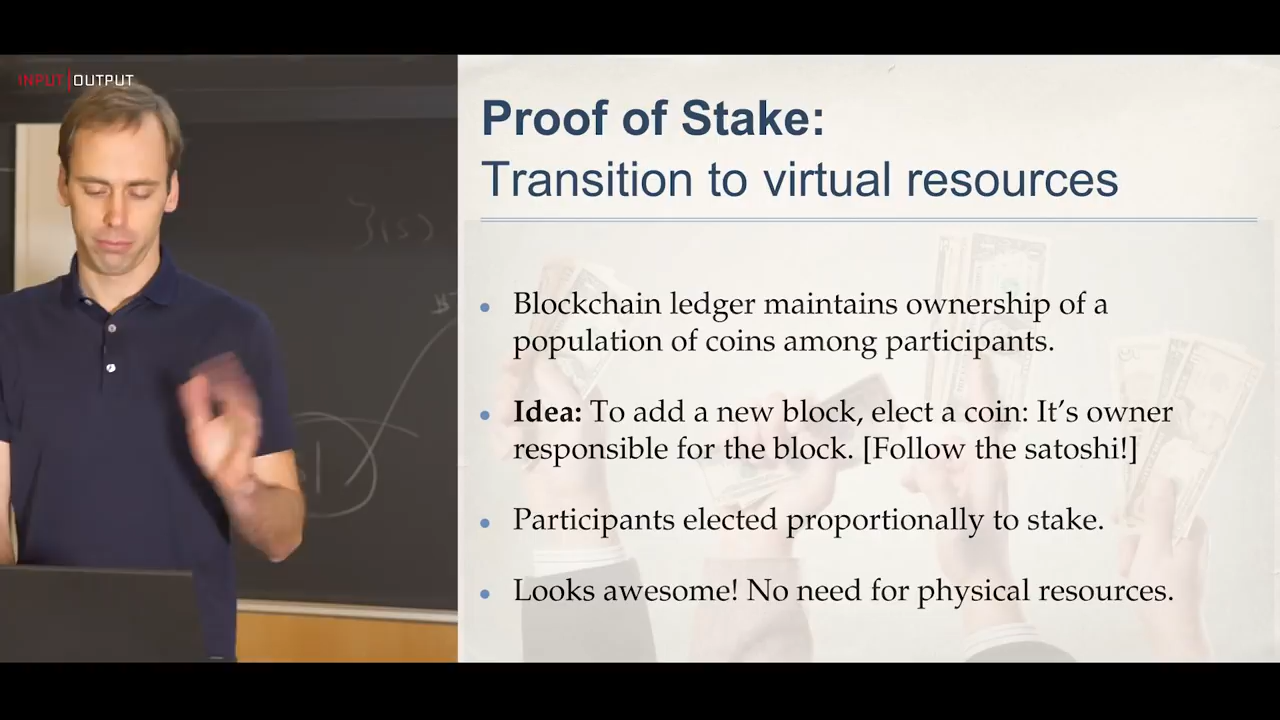 INPUT|OUTPUT
Proof of Stake:
Transition to virtual resources
Blockchain ledger maintains ownership of a
population of coins among participants.
Idea: To add a new block, elect a coin: It's owner
responsible for the block. [Follow the satoshi!]
Participants elected proportionally to stake.
Looks awesome! No need for physical resources.